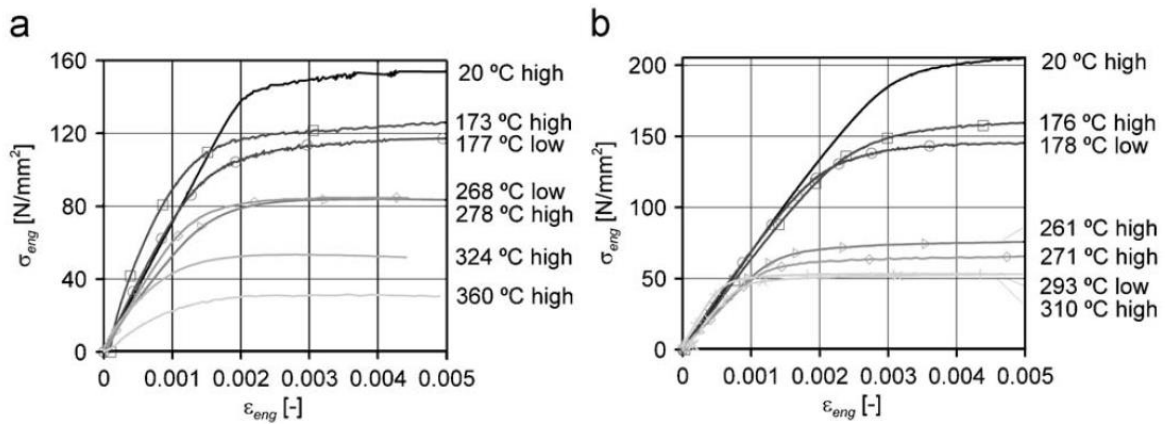 a
160
120
80
40
0
σeng [N/mm²]
0 0.001 0.002 0.003 0.004 0.005
εeng [-]
20 ºC high
173 ºC high
177 ºC low
268 ºC low
278 ºC high
324 ºC high
360 ºC high
b
200
150
100
50
0
σeng [N/mm²]
0 0.001 0.002 0.003 0.004 0.005
εeng [-]
20 ºC high
176 ºC high
178 ºC low
261 ºC high
271 ºC high
293 ºC low
310 ºC high